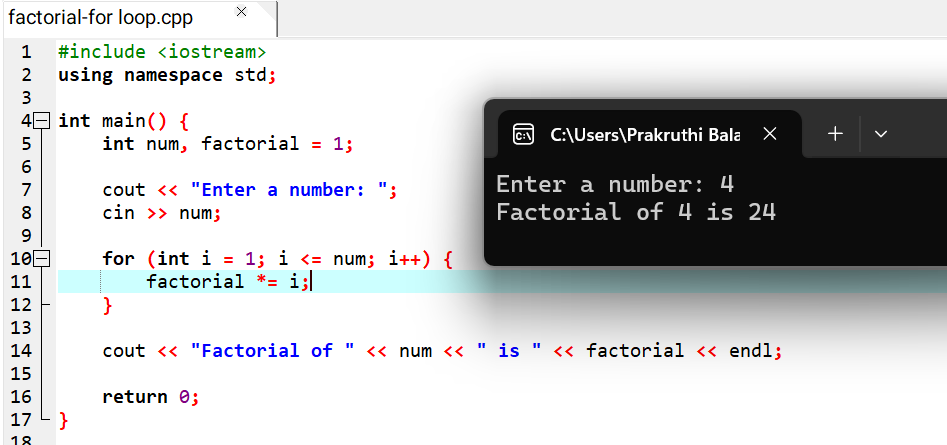 factorial-for loop.cpp
1 #include <iostream>
2 using namespace std;
3
4 int main() {
5     int num, factorial = 1;
6
7     cout << "Enter a number: ";
8     cin >> num;
9
10     for (int i = 1; i <= num; i++) {
11         factorial *= i;
12     }
13
14     cout << "Factorial of " << num << " is " << factorial << endl;
15
16     return 0;
17 }
18
C:\Users\Prakruthi Bala
Enter a number: 4
Factorial of 4 is 24